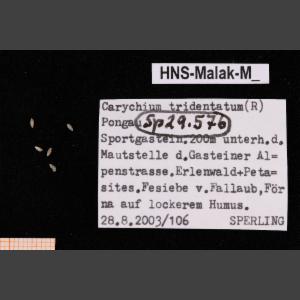 HNS-Malak-M_
Carychium tridentatum(R)
Pongau Sp29.576
Sportgastein.200m unterh.d.
Mautstelle d.Gasteiner Al=
penstrasse.Erlenwald+Peta=
sites.Fesiebe v.Fallaub,För
na auf lockerem Humus.
28.8.2003/106 SPERLING